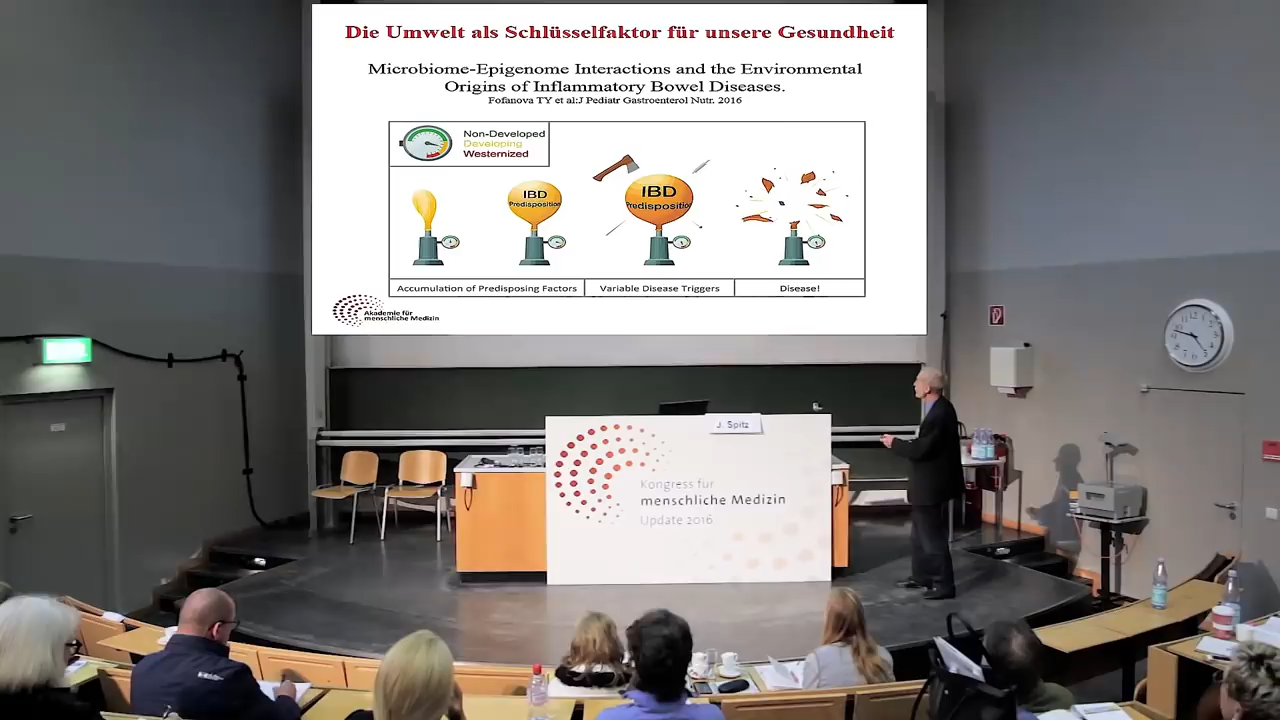 Die Umwelt als Schlüsselfaktor für unsere Gesundheit
Microbiome-Epigenome Interactions and the Environmental
Origins of Inflammatory Bowel Diseases.
Fofanova TY et al:J Pediatr Gastroenterol Nutr. 2016
Non-Developed
Developing
Westernized
IBD
Predisposition
IBD
Predisposition
Accumulation of Predisposing Factors
Variable Disease Triggers
Disease!
Akademie für
menschliche Medizin
J. Spitz
Kongress für
menschliche Medizin
Update 2016